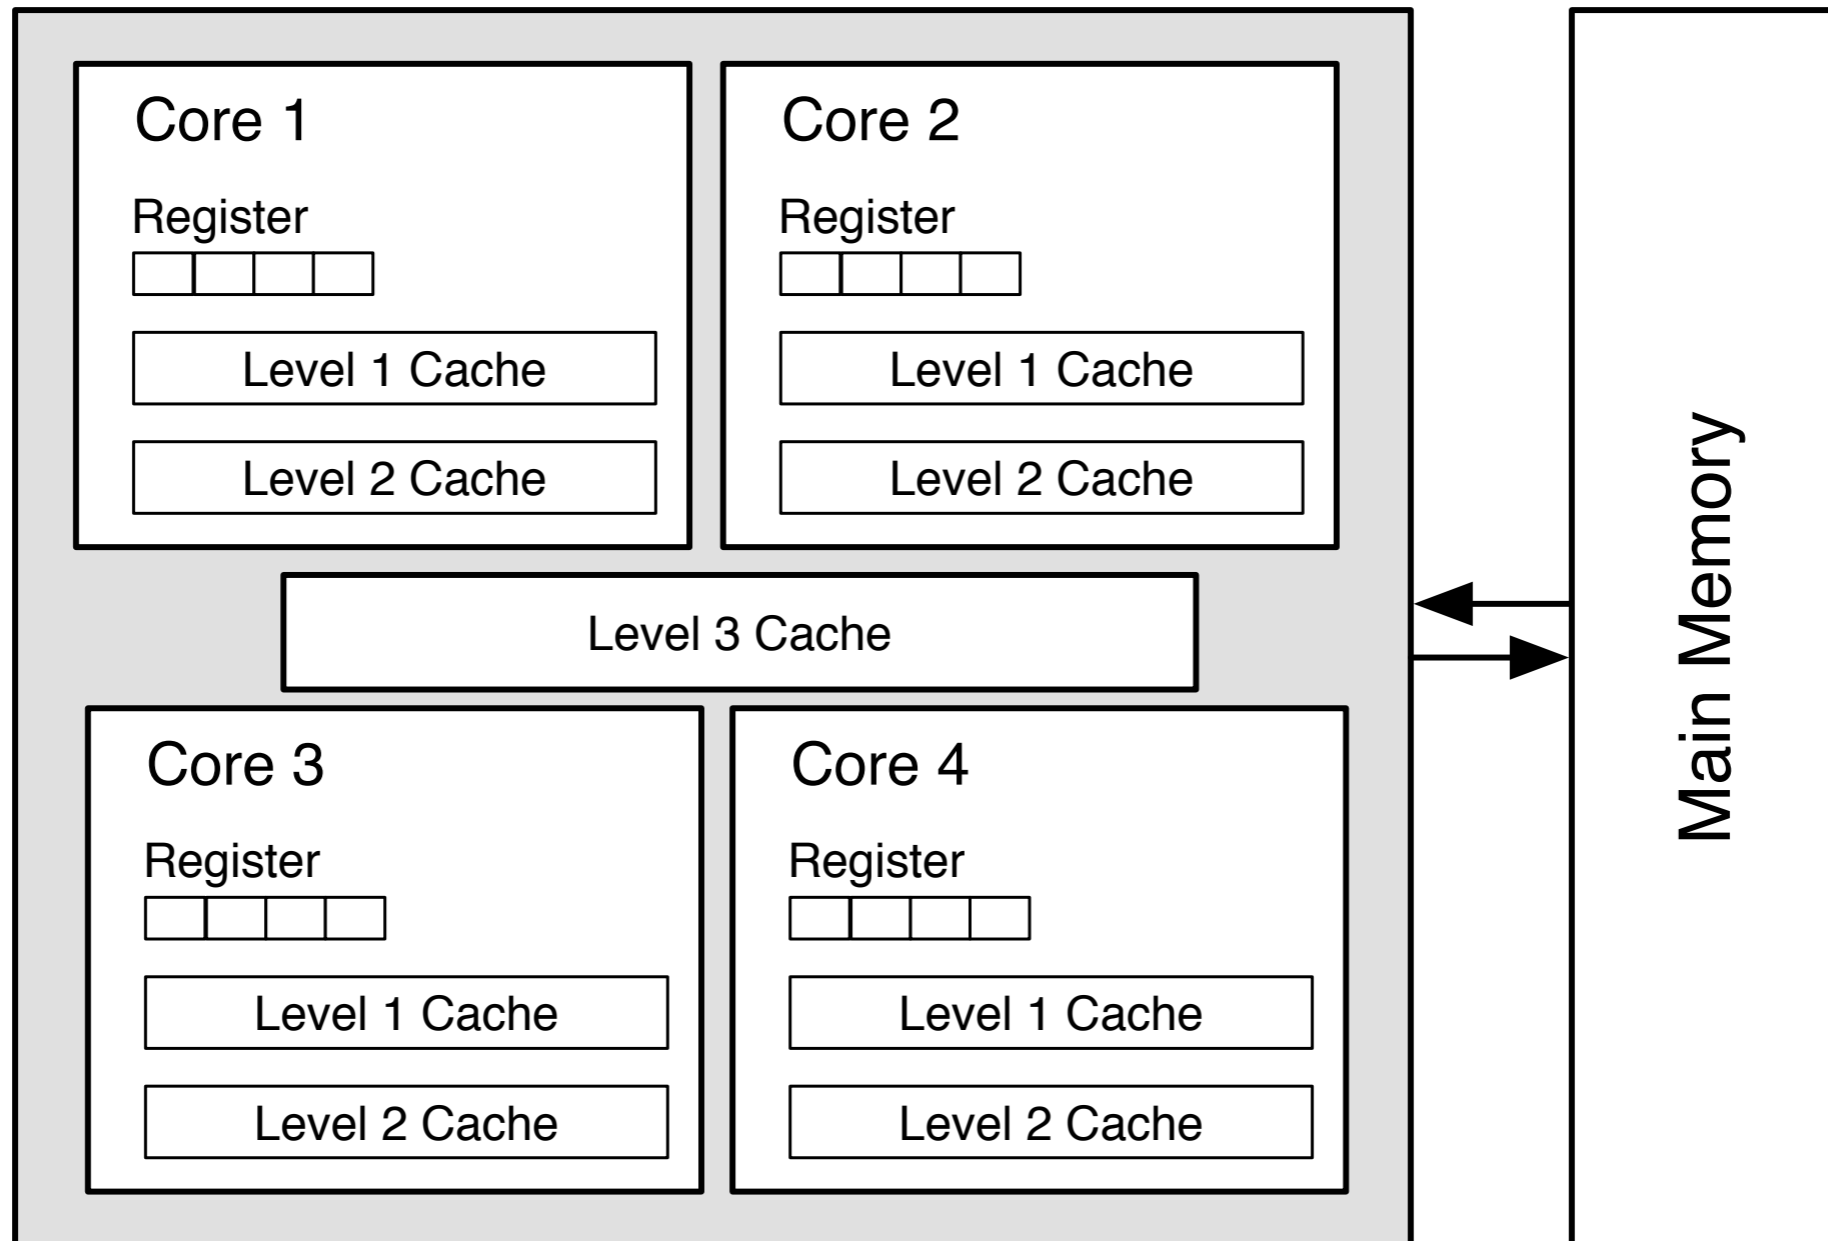 Core 1
Register
Level 1 Cache
Level 2 Cache
Core 2
Register
Level 1 Cache
Level 2 Cache
Level 3 Cache
Core 3
Register
Level 1 Cache
Level 2 Cache
Core 4
Register
Level 1 Cache
Level 2 Cache
Main Memory